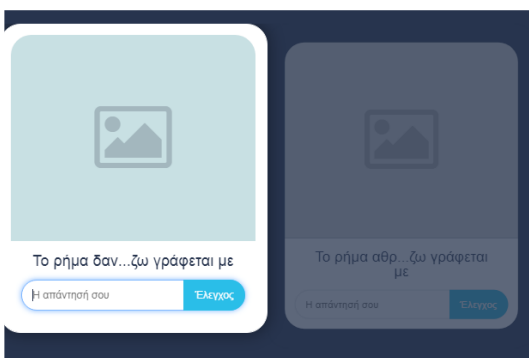 Το ρήμα δαν...ζω γράφεται με
Η απάντησή σου
Έλεγχος
Το ρήμα αθρ...ζω γράφεται
με
Η απάντησή σου
Έλεγχος